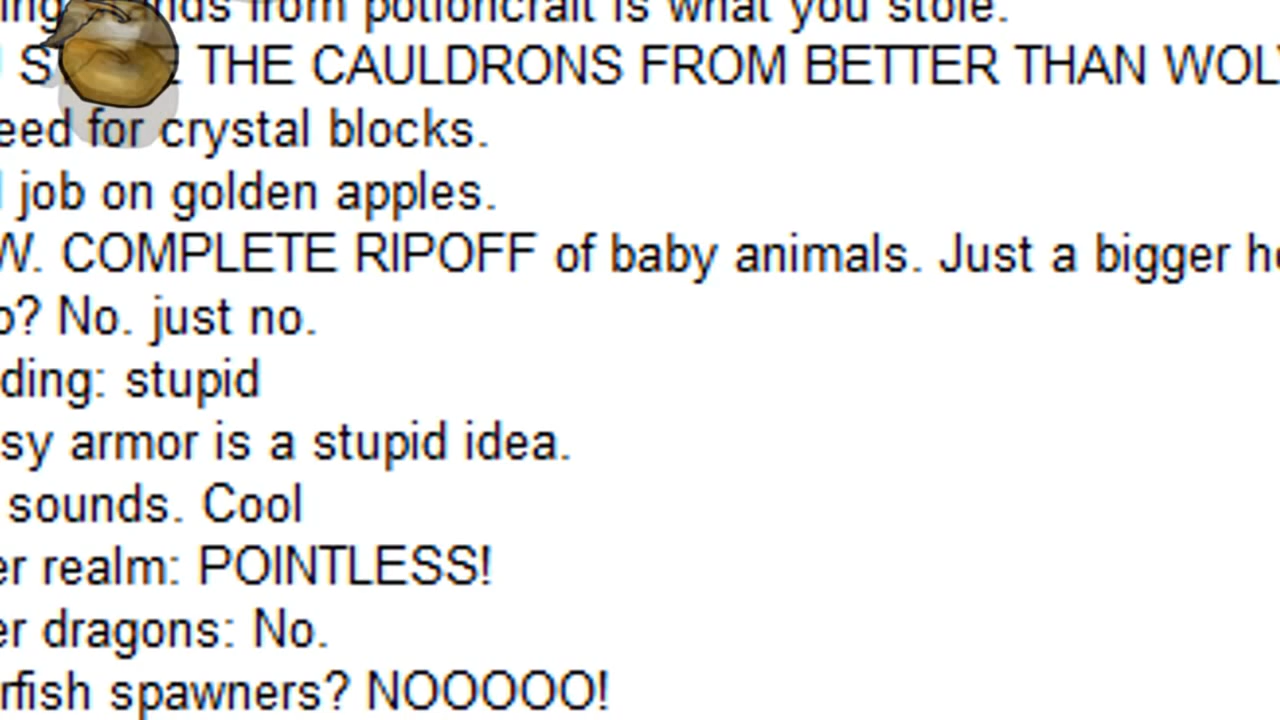 from potioncraft is what you stole.
THE CAULDRONS FROM BETTER THAN WOL
eed for crystal blocks.
job on golden apples.
W. COMPLETE RIPOFF of baby animals. Just a bigger he
o? No. just no.
ding: stupid
sy armor is a stupid idea.
sounds. Cool
er realm: POINTLESS!
er dragons: No.
rfish spawners? NOOOOO!